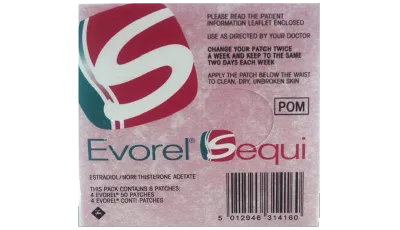 PLEASE READ THE PATIENT
INFORMATION LEAFLET ENCLOSED
USE AS DIRECTED BY YOUR DOCTOR
CHANGE YOUR PATCH TWICE
A WEEK AND KEEP TO THE SAME
TWO DAYS EACH WEEK
APPLY THE PATCH BELOW THE WAIST
TO CLEAN, DRY, UNBROKEN SKIN
POM
Evorel® Sequi
ESTRADIOL/NORETHISTERONE ACETATE
THIS PACK CONTAINS 8 PATCHES:
4 EVOREL® 50 PATCHES
4 EVOREL® CONTI PATCHES
5 012946 314160